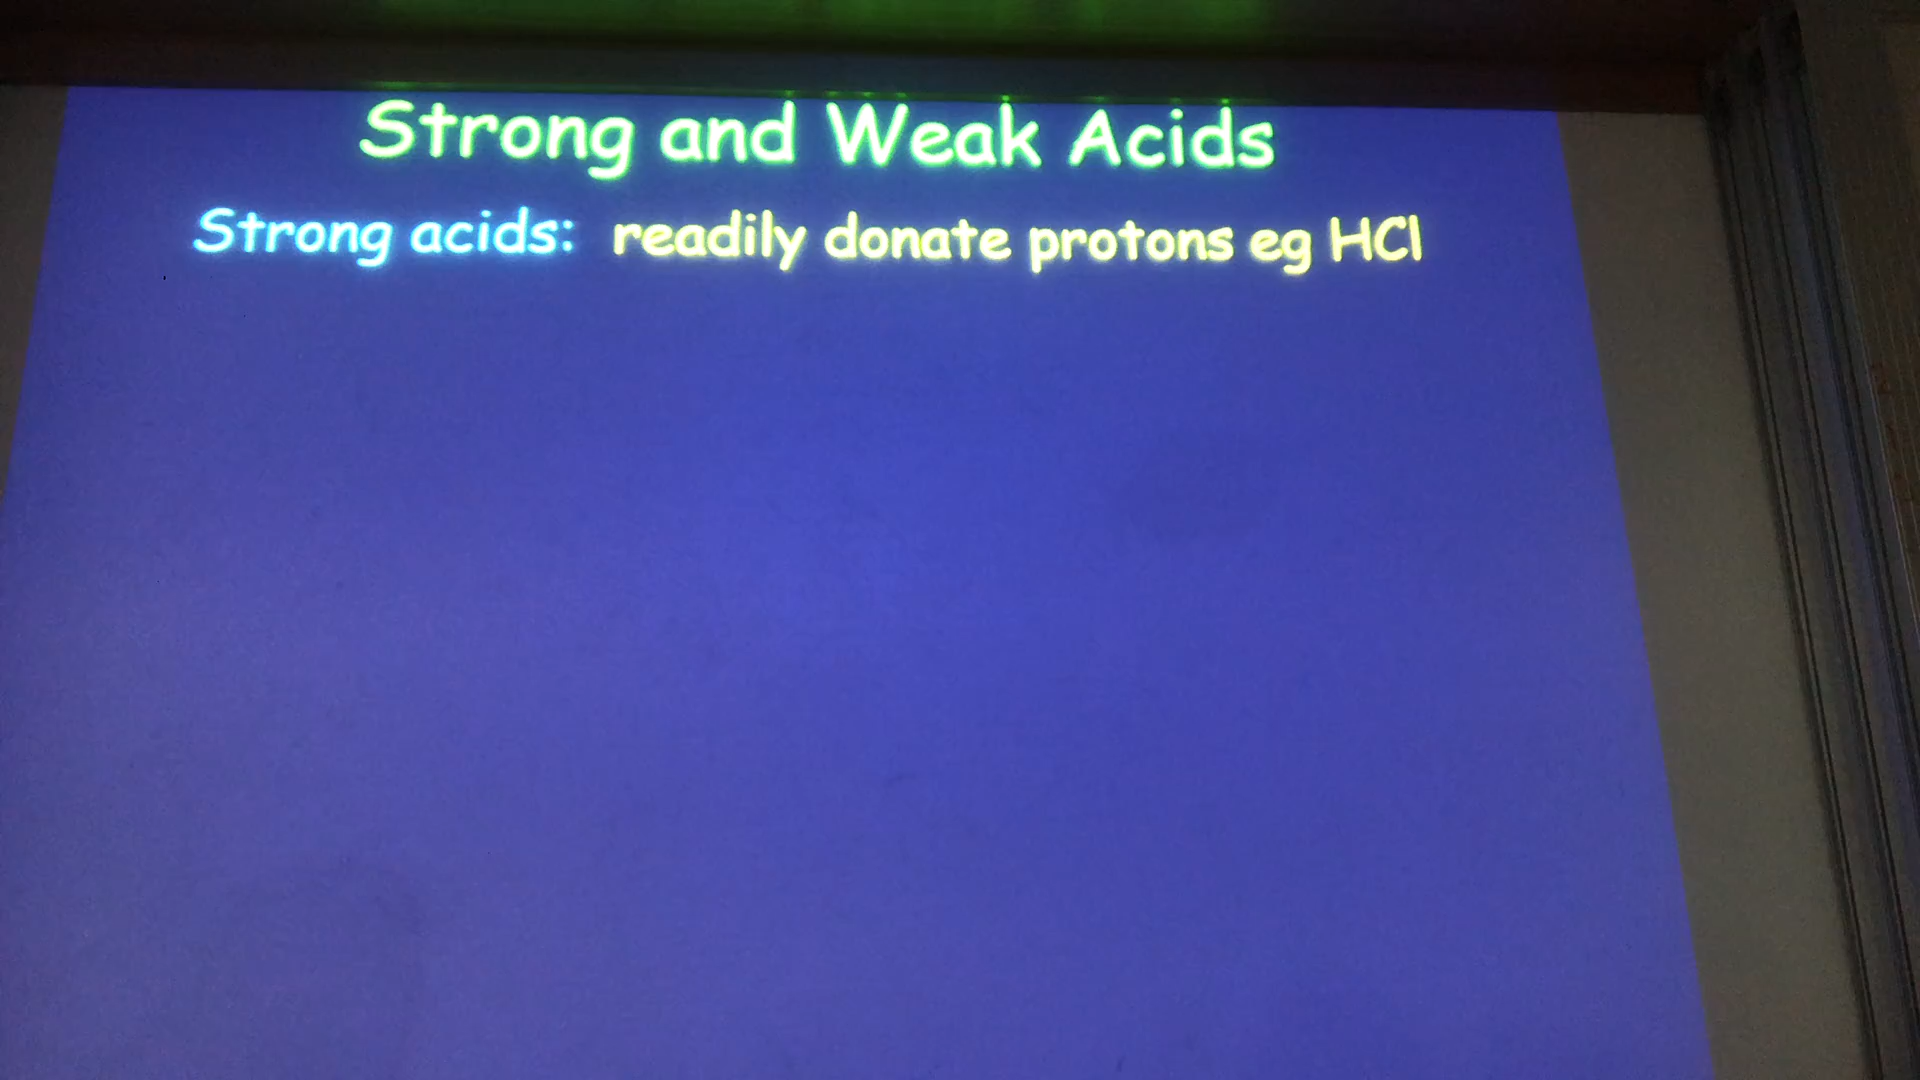 Strong and Weak Acids
Strong acids: readily donate protons eg HCl